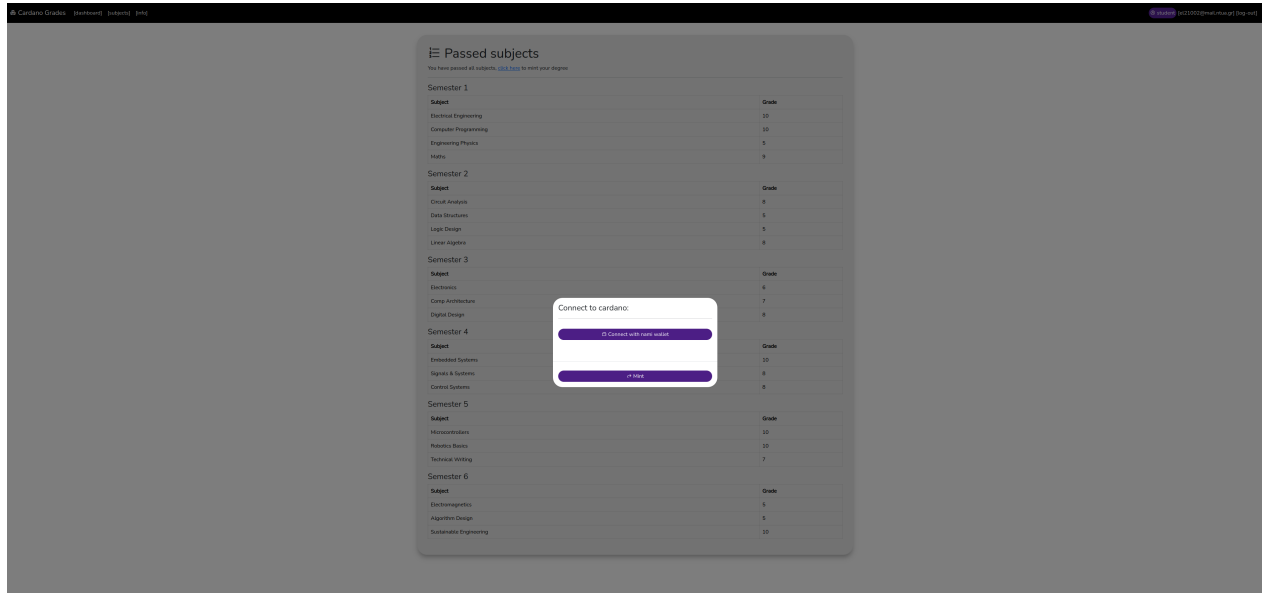 Cardano Grades [dashboard] [subjects] [info] student [el21002@mail.ntua.gr] [log-out]
Passed subjects
You have passed all subjects, click here to mint your degree
Semester 1
Subject Grade
Electrical Engineering 10
Computer Programming 10
Engineering Physics 5
Maths 9
Semester 2
Subject Grade
Circuit Analysis 8
Data Structures 5
Logic Design 5
Linear Algebra 8
Semester 3
Subject Grade
Electronics 6
Comp Architecture 7
Digital Design 8
Connect to cardano:
Connect with nami wallet
Mint
Semester 4
Subject Grade
Embedded Systems 10
Signals & Systems 8
Control Systems 8
Semester 5
Subject Grade
Microcontrollers 10
Robotics Basics 10
Technical Writing 7
Semester 6
Subject Grade
Electromagnetics 5
Algorithm Design 5
Sustainable Engineering 10